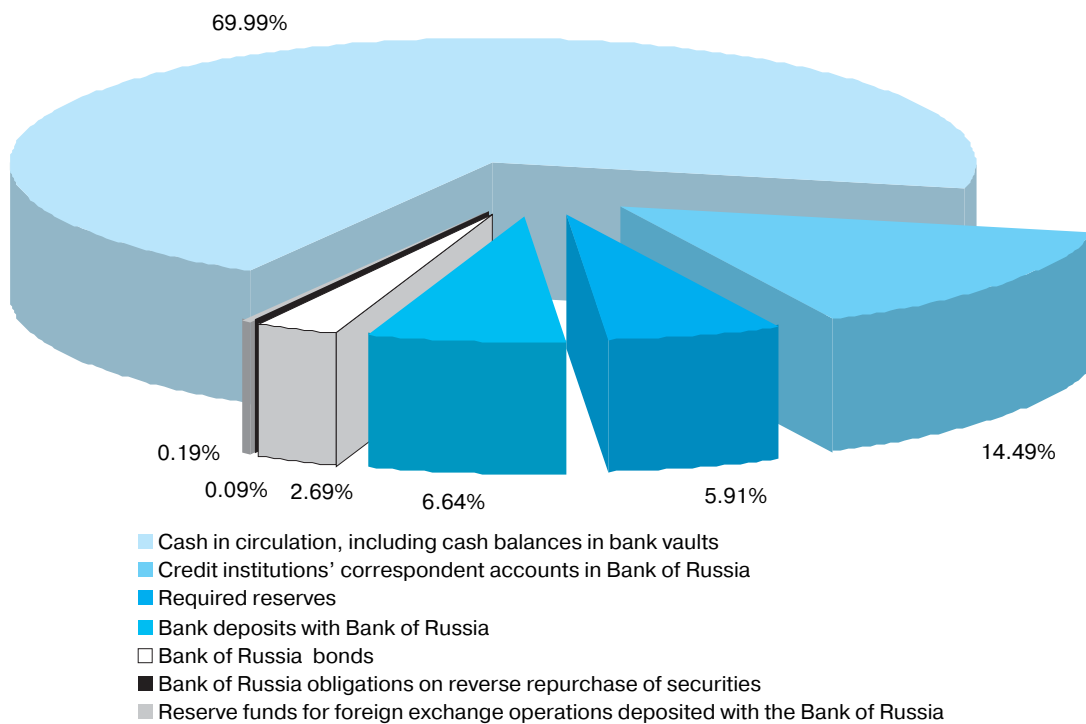 69.99%
0.19%
0.09%
2.69%
6.64%
5.91%
14.49%
Cash in circulation, including cash balances in bank vaults
Credit institutions’ correspondent accounts in Bank of Russia
Required reserves
Bank deposits with Bank of Russia
Bank of Russia bonds
Bank of Russia obligations on reverse repurchase of securities
Reserve funds for foreign exchange operations deposited with the Bank of Russia